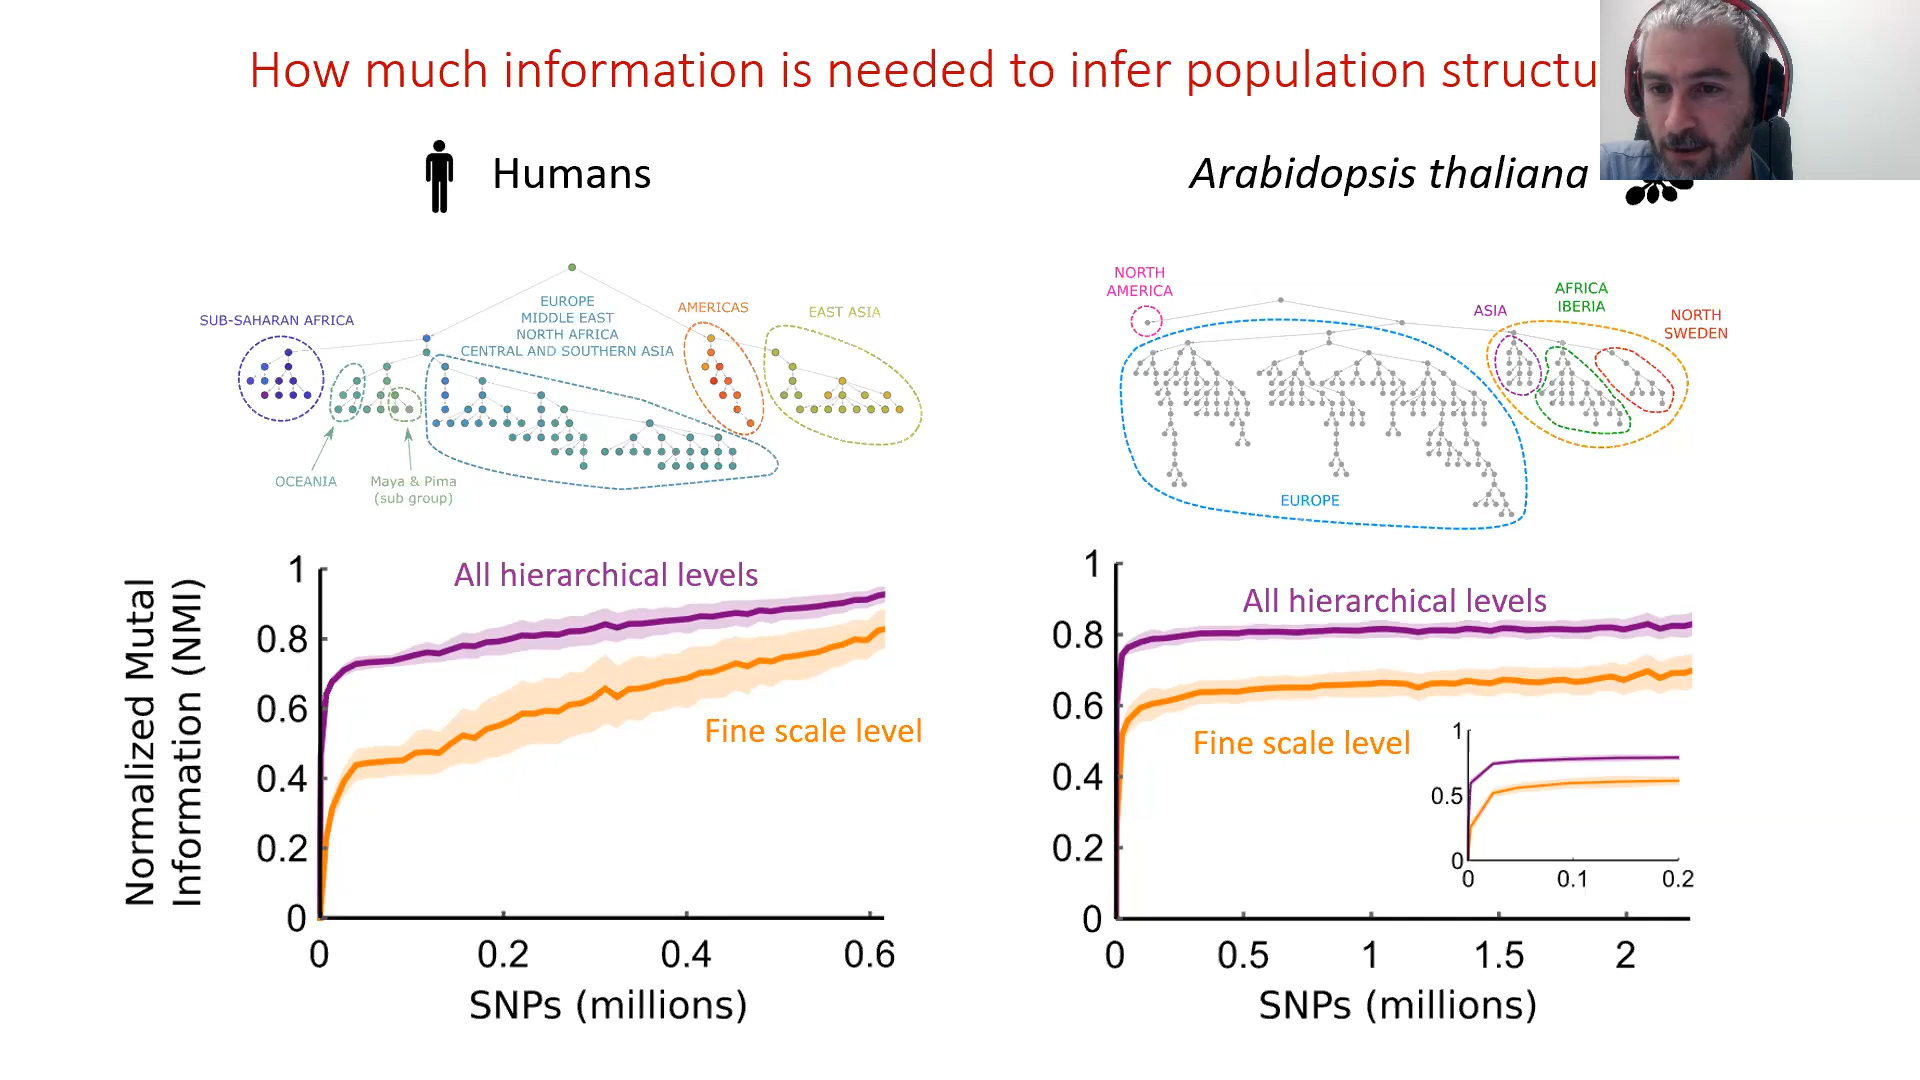 How much information is needed to infer population structu
Humans
Arabidopsis thaliana
SUB-SAHARAN AFRICA
EUROPE
MIDDLE EAST
NORTH AFRICA
CENTRAL AND SOUTHERN ASIA
AMERICAS
EAST ASIA
OCEANIA
Maya & Pima
(sub group)
NORTH
AMERICA
ASIA
AFRICA
IBERIA
NORTH
SWEDEN
EUROPE
Normalized Mutal
Information (NMI)
1
0.8
0.6
0.4
0.2
0
All hierarchical levels
Fine scale level
0 0.2 0.4 0.6
SNPs (millions)
1
0.8
0.6
0.4
0.2
0
All hierarchical levels
Fine scale level
1
0.5
0
0 0.1 0.2
0 0.5 1 1.5 2
SNPs (millions)